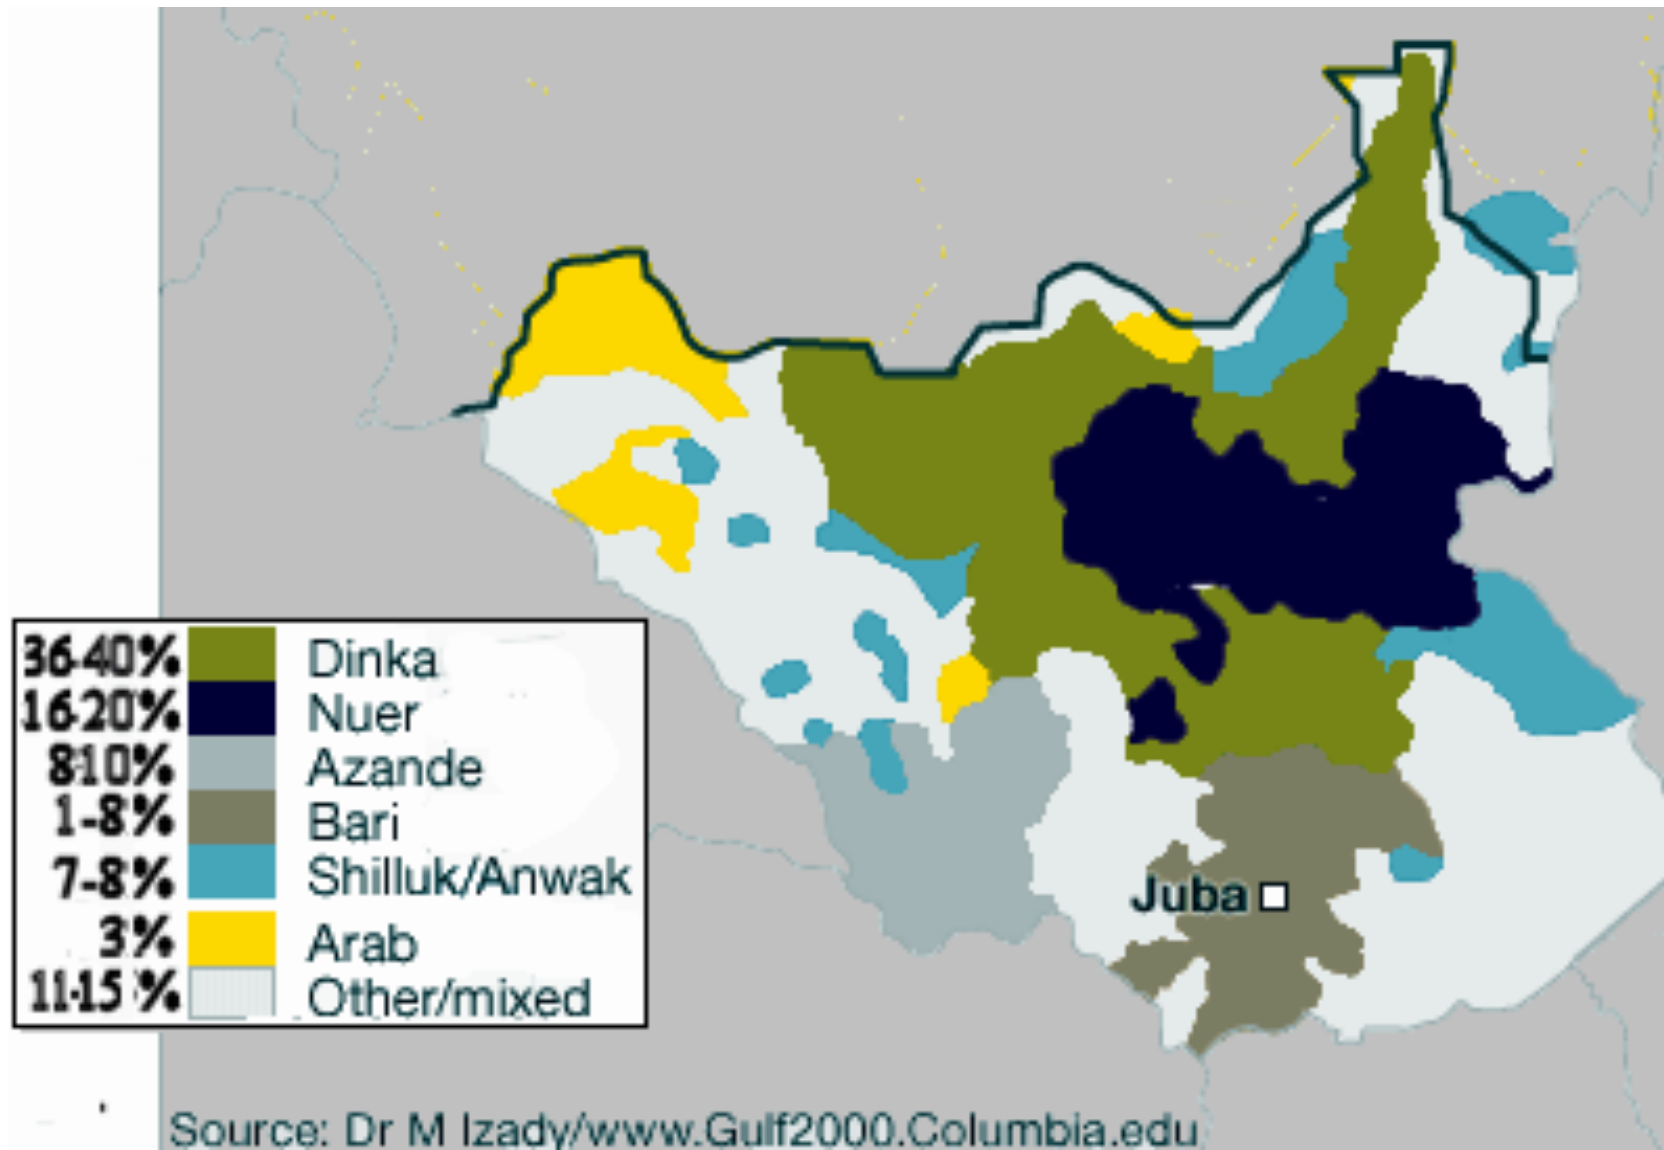 36-40% Dinka
16-20% Nuer
8-10% Azande
1-8% Bari
7-8% Shilluk/Anwak
3% Arab
11-15% Other/mixed
Juba
Source: Dr M Izady/www.Gulf2000.Columbia.edu